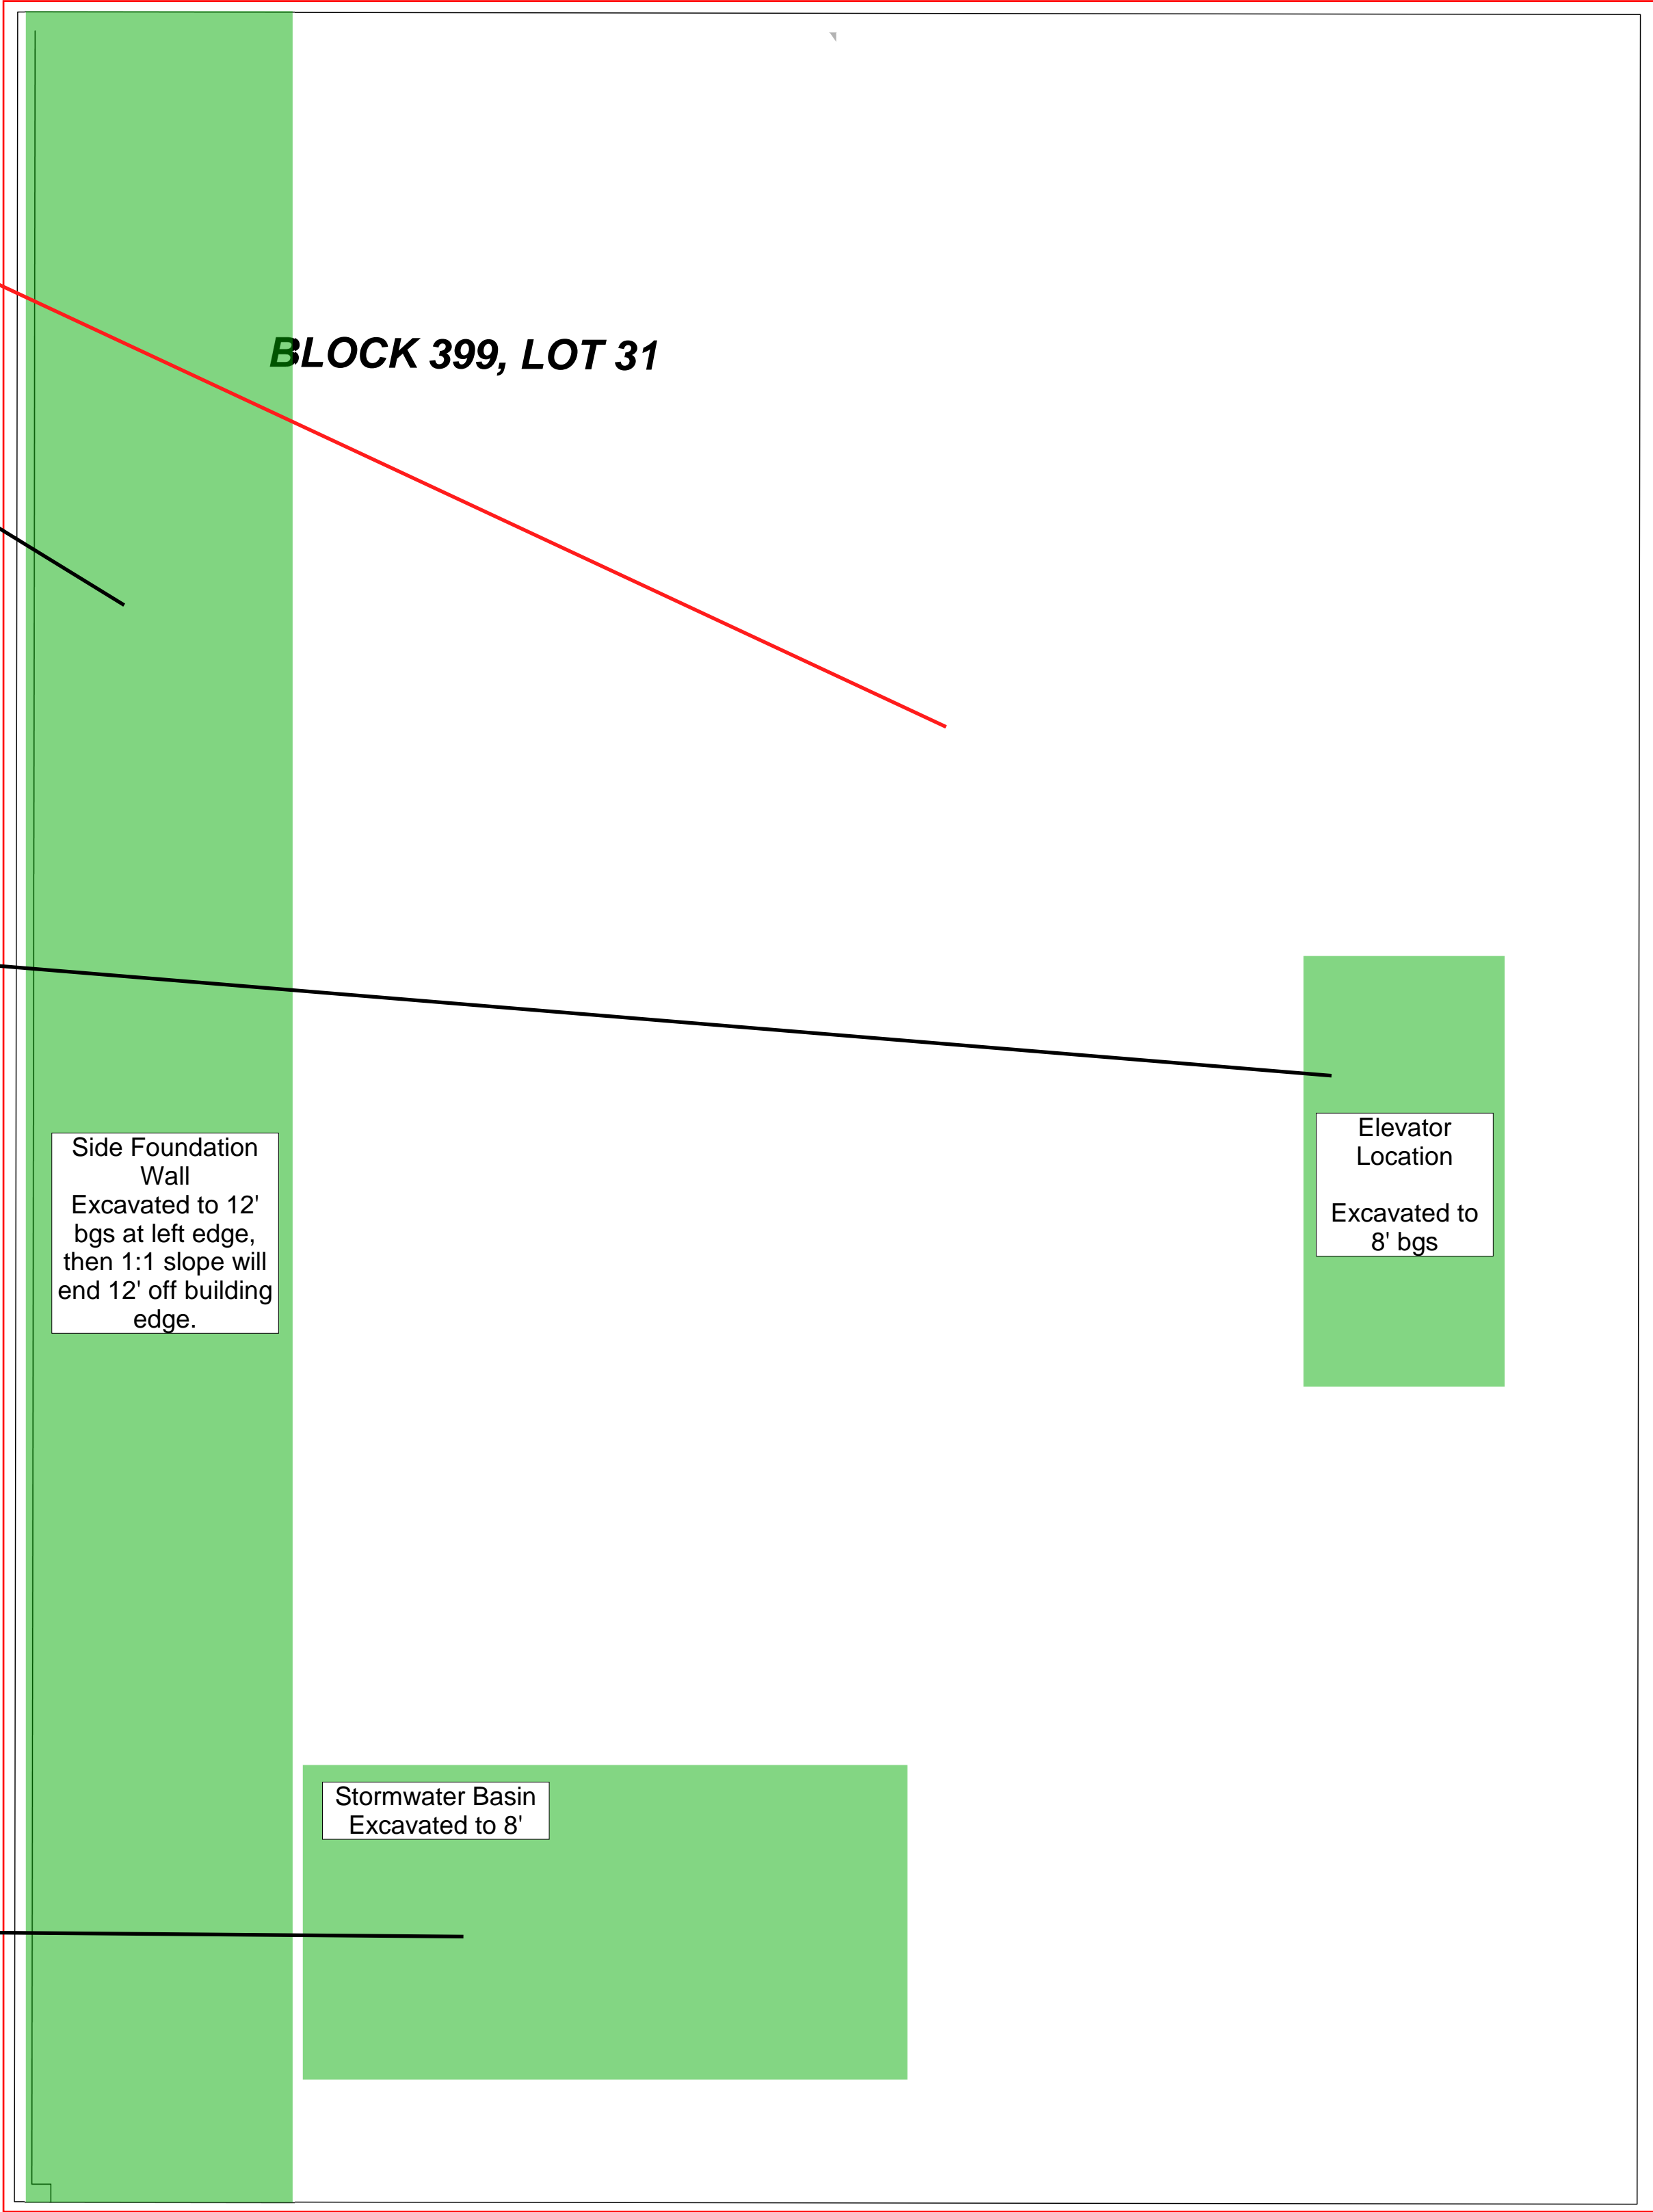 BLOCK 399, LOT 31
Side Foundation
Wall
Excavated to 12'
bgs at left edge,
then 1:1 slope will
end 12' off building
edge.
Elevator
Location
Excavated to
8' bgs
Stormwater Basin
Excavated to 8'